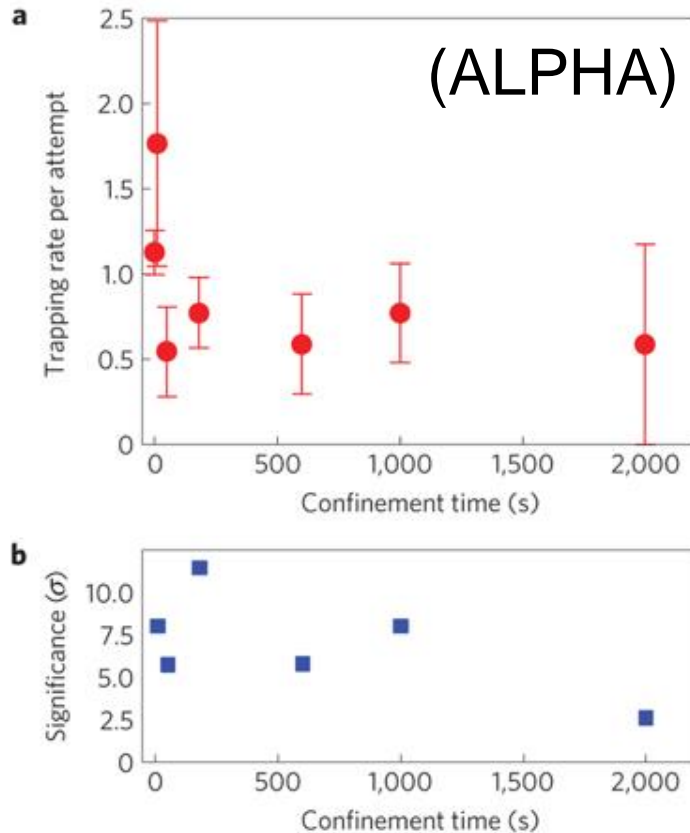 a
(ALPHA)
Trapping rate per attempt
2.5
2.0
1.5
1.0
0.5
0
0 500 1,000 1,500 2,000
Confinement time (s)
b
Significance (σ)
10.0
7.5
5.0
2.5
0
0 500 1,000 1,500 2,000
Confinement time (s)